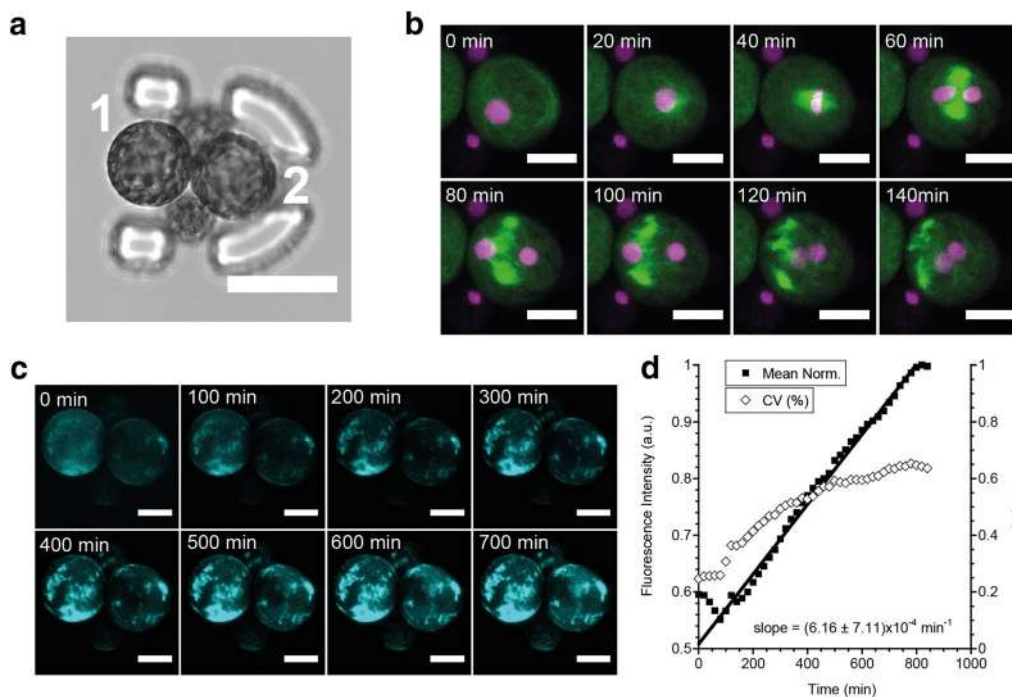 a
1
2
b
0 min
20 min
40 min
60 min
80 min
100 min
120 min
140min
c
0 min
100 min
200 min
300 min
400 min
500 min
600 min
700 min
d
Mean Norm.
CV (%)
Fluorescence Intensity (a.u.)
1
0.9
0.8
0.7
0.6
0.5
1
0.8
0.6
0.4
0.2
0
slope = (6.16 ± 7.11)x10⁻⁴ min⁻¹
0
200
400
600
800
1000
Time (min)